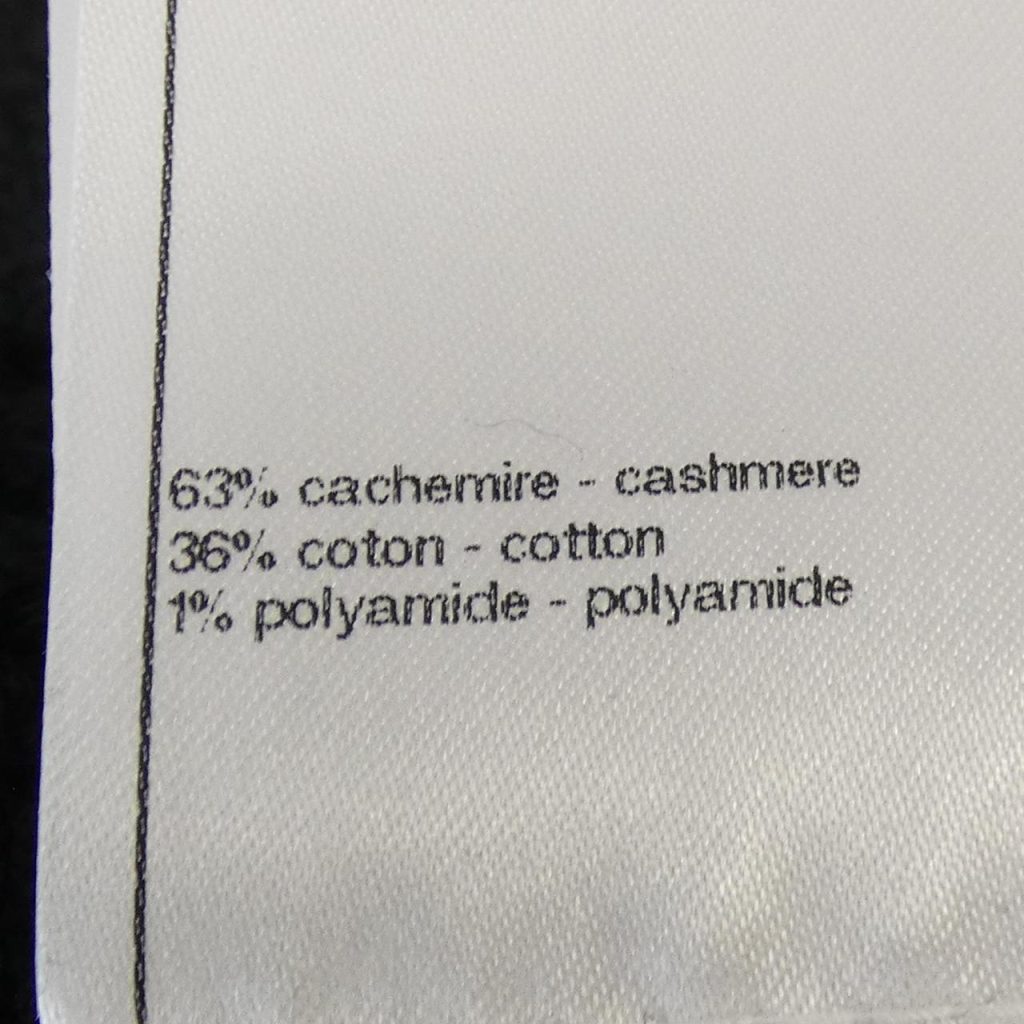 63% cachemire - cashmere
36% coton - cotton
1% polyamide - polyamide